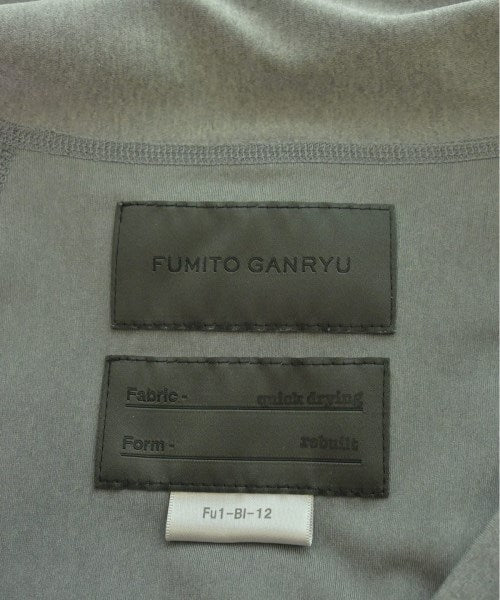 FUMITO GANRYU
Fabric - quick drying
Form - rebuilt
Fu1-Bl-12